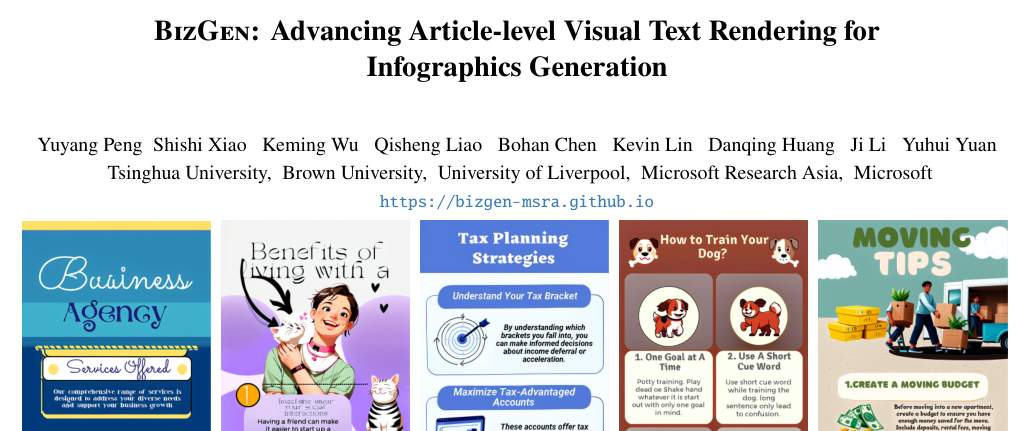 BizGen: Advancing Article-level Visual Text Rendering for
Infographics Generation
Yuyang Peng Shishi Xiao Keming Wu Qisheng Liao Bohan Chen Kevin Lin Danqing Huang Ji Li Yuhui Yuan
Tsinghua University, Brown University, University of Liverpool, Microsoft Research Asia, Microsoft
https://bizgen-msra.github.io
Business
Agency
Services Offered
Our comprehensive range of services is
designed to address your diverse needs
and support your business growth
Benefits of
living with a
your social
interactions
Having a friend can make
it easier to start up a
Tax Planning
Strategies
Understand Your Tax Bracket
By understanding which
brackets you fall into, you
can make informed decisions
about income deferral or
acceleration.
Maximize Tax-Advantaged
Accounts
These accounts offer tax
How to Train Your
Dog?
1. One Goal at A
Time
Potty training. Play
dead or Shake hand
whatever it is start
out with only one goal
in mind.
2. Use A Short
Cue Word
Use short cue word
while training the
dog. long
sentence only lead
to confusion.
MOVING
TIPS
1.CREATE A MOVING BUDGET
Before moving into a new apartment,
create a budget to ensure you have
enough money saved for the move.
Include deposits, rental fees, moving